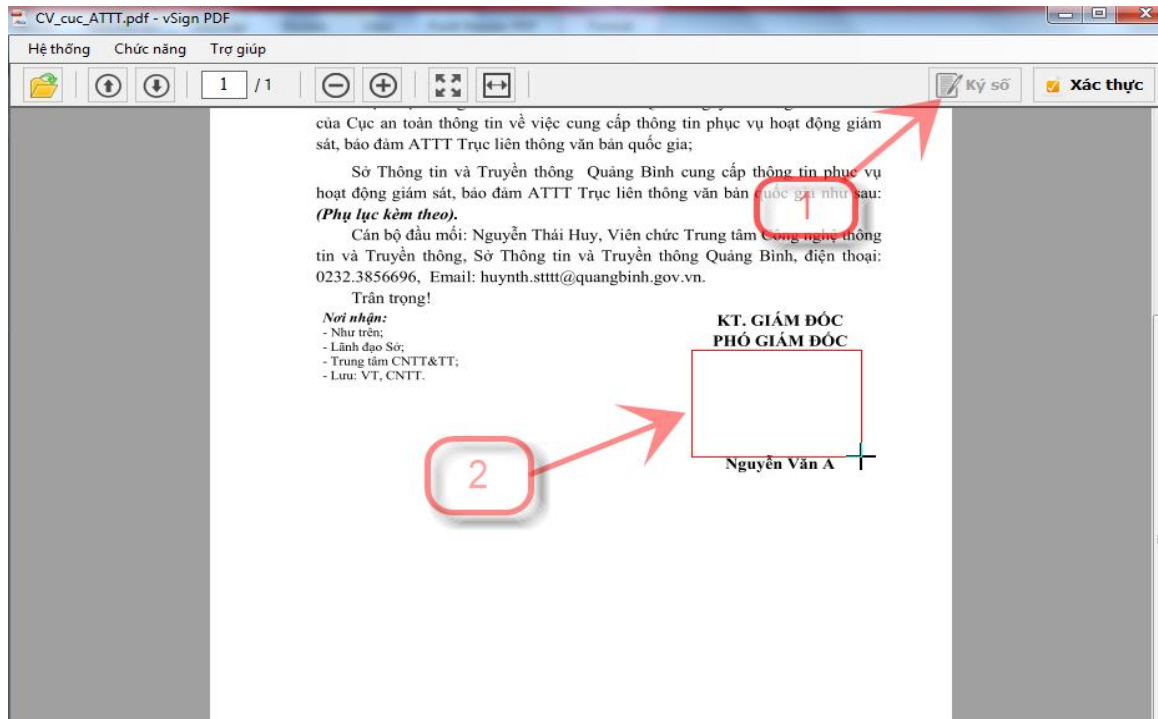 CV_cuc_ATTT.pdf - vSign PDF
Hệ thống Chức năng Trợ giúp
1 / 1
Ký số Xác thực
của Cục an toàn thông tin về việc cung cấp thông tin phục vụ hoạt động giám
sát, bảo đảm ATTT Trục liên thông văn bản quốc gia;
Sở Thông tin và Truyền thông Quảng Bình cung cấp thông tin phục vụ
hoạt động giám sát, bảo đảm ATTT Trục liên thông văn bản quốc gia như sau:
(Phụ lục kèm theo).
1
Cán bộ đầu mối: Nguyễn Thái Huy, Viên chức Trung tâm Công nghệ thông
tin và Truyền thông, Sở Thông tin và Truyền thông Quảng Bình, điện thoại:
0232.3856696, Email: huynth.stttt@quangbinh.gov.vn.
Trân trọng!
Nơi nhận:
- Như trên;
- Lãnh đạo Sở;
- Trung tâm CNTT&TT;
- Lưu: VT, CNTT.
KT. GIÁM ĐỐC
PHÓ GIÁM ĐỐC
2
Nguyễn Văn A